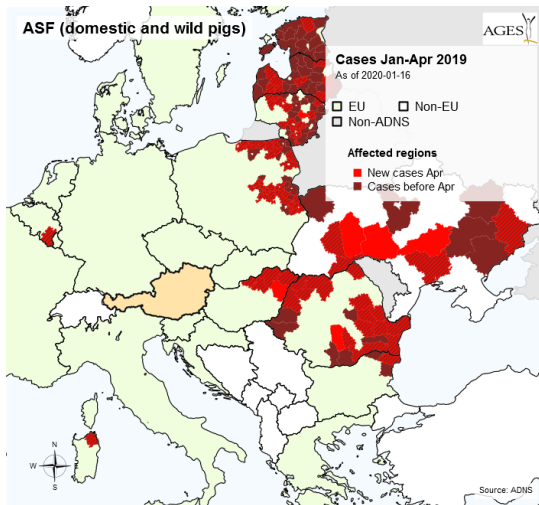 ASF (domestic and wild pigs)
AGES
Cases Jan-Apr 2019
As of 2020-01-16
EU
Non-EU
Non-ADNS
Affected regions
New cases Apr
Cases before Apr
N
W
E
S
Source: ADNS